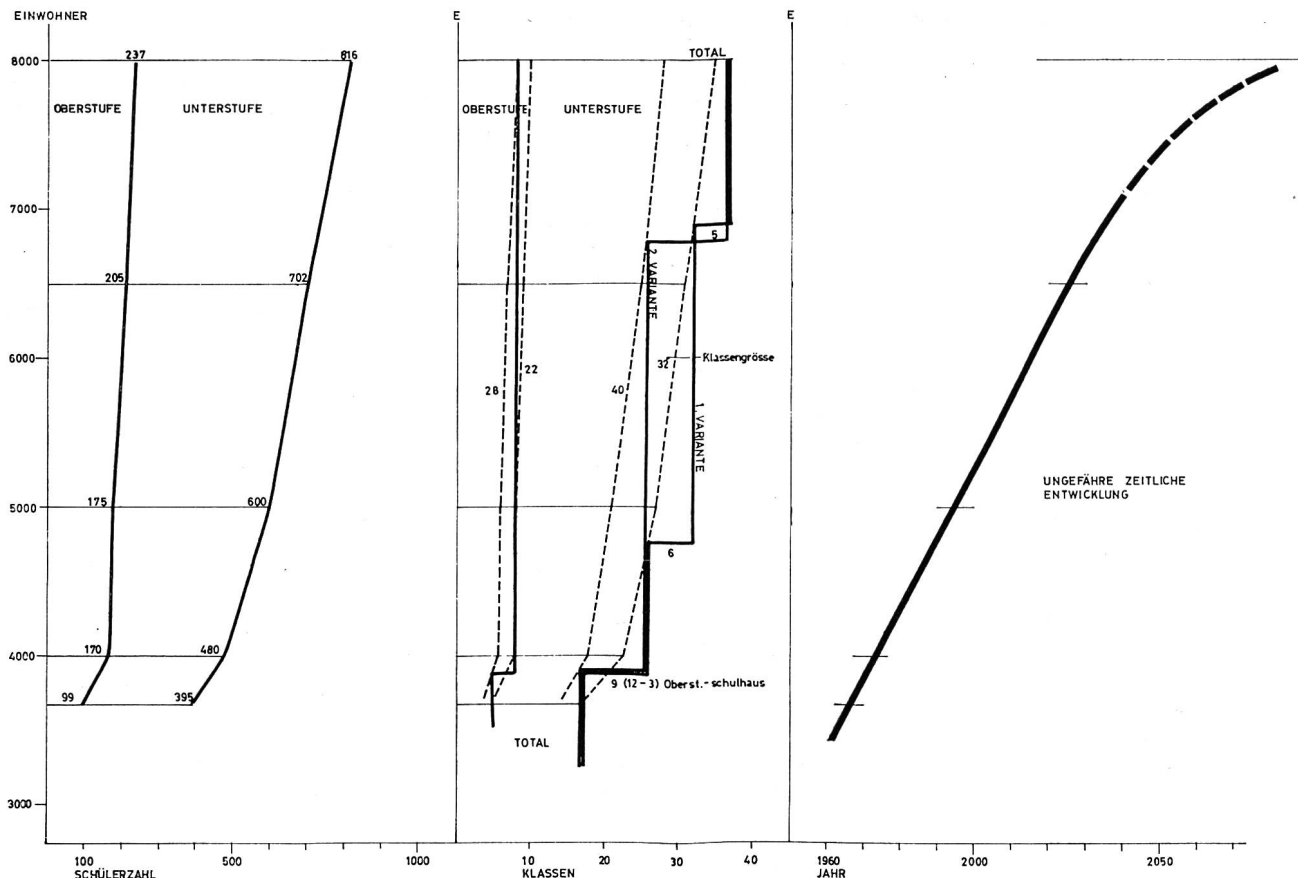 EINWOHNER
8000
7000
6000
5000
4000
3000
237
816
OBERSTUFE
UNTERSTUFE
205
702
175
600
170
480
99
395
100
500
1000
SCHÜLERZAHL
E
TOTAL
OBERSTUFE
UNTERSTUFE
5
2. VARIANTE
32
Klassengrösse
28
22
40
1. VARIANTE
6
9 (12-3) Oberst.-schulhaus
TOTAL
10
20
30
40
KLASSEN
E
UNGEFÄHRE ZEITLICHE
ENTWICKLUNG
1960
2000
2050
JAHR